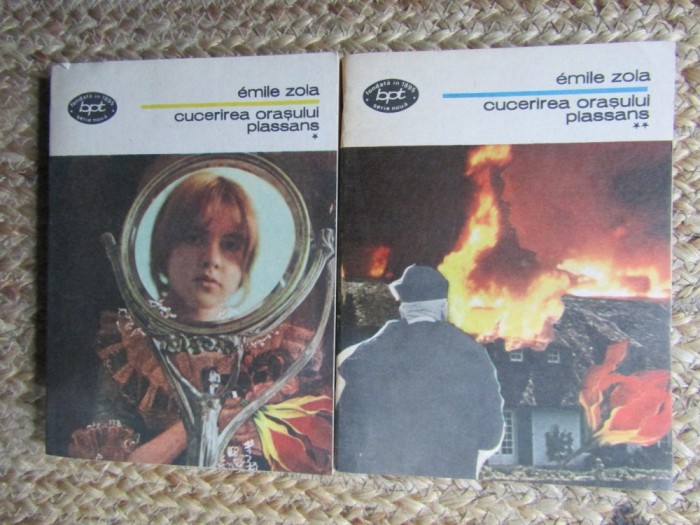 fondată în 1895
bpt
serie nouă
émile zola
cucerirea orașului
plassans
*
fondată în 1895
bpt
serie nouă
émile zola
cucerirea orașului
plassans
**